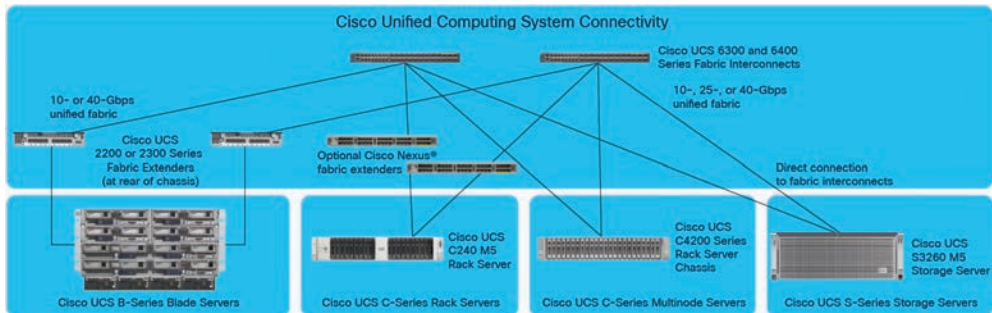 Cisco Unified Computing System Connectivity
Cisco UCS 6300 and 6400
Series Fabric Interconnects
10- or 40-Gbps
unified fabric
10-, 25-, or 40-Gbps
unified fabric
Cisco UCS
2200 or 2300 Series
Fabric Extenders
(at rear of chassis)
Optional Cisco Nexus®
fabric extenders
Direct connection
to fabric interconnects
Cisco UCS B-Series Blade Servers
Cisco UCS
C240 M5
Rack Server
Cisco UCS C-Series Rack Servers
Cisco UCS
C4200 Series
Rack Server
Chassis
Cisco UCS C-Series Multinode Servers
Cisco UCS
S3260 M5
Storage Server
Cisco UCS S-Series Storage Servers